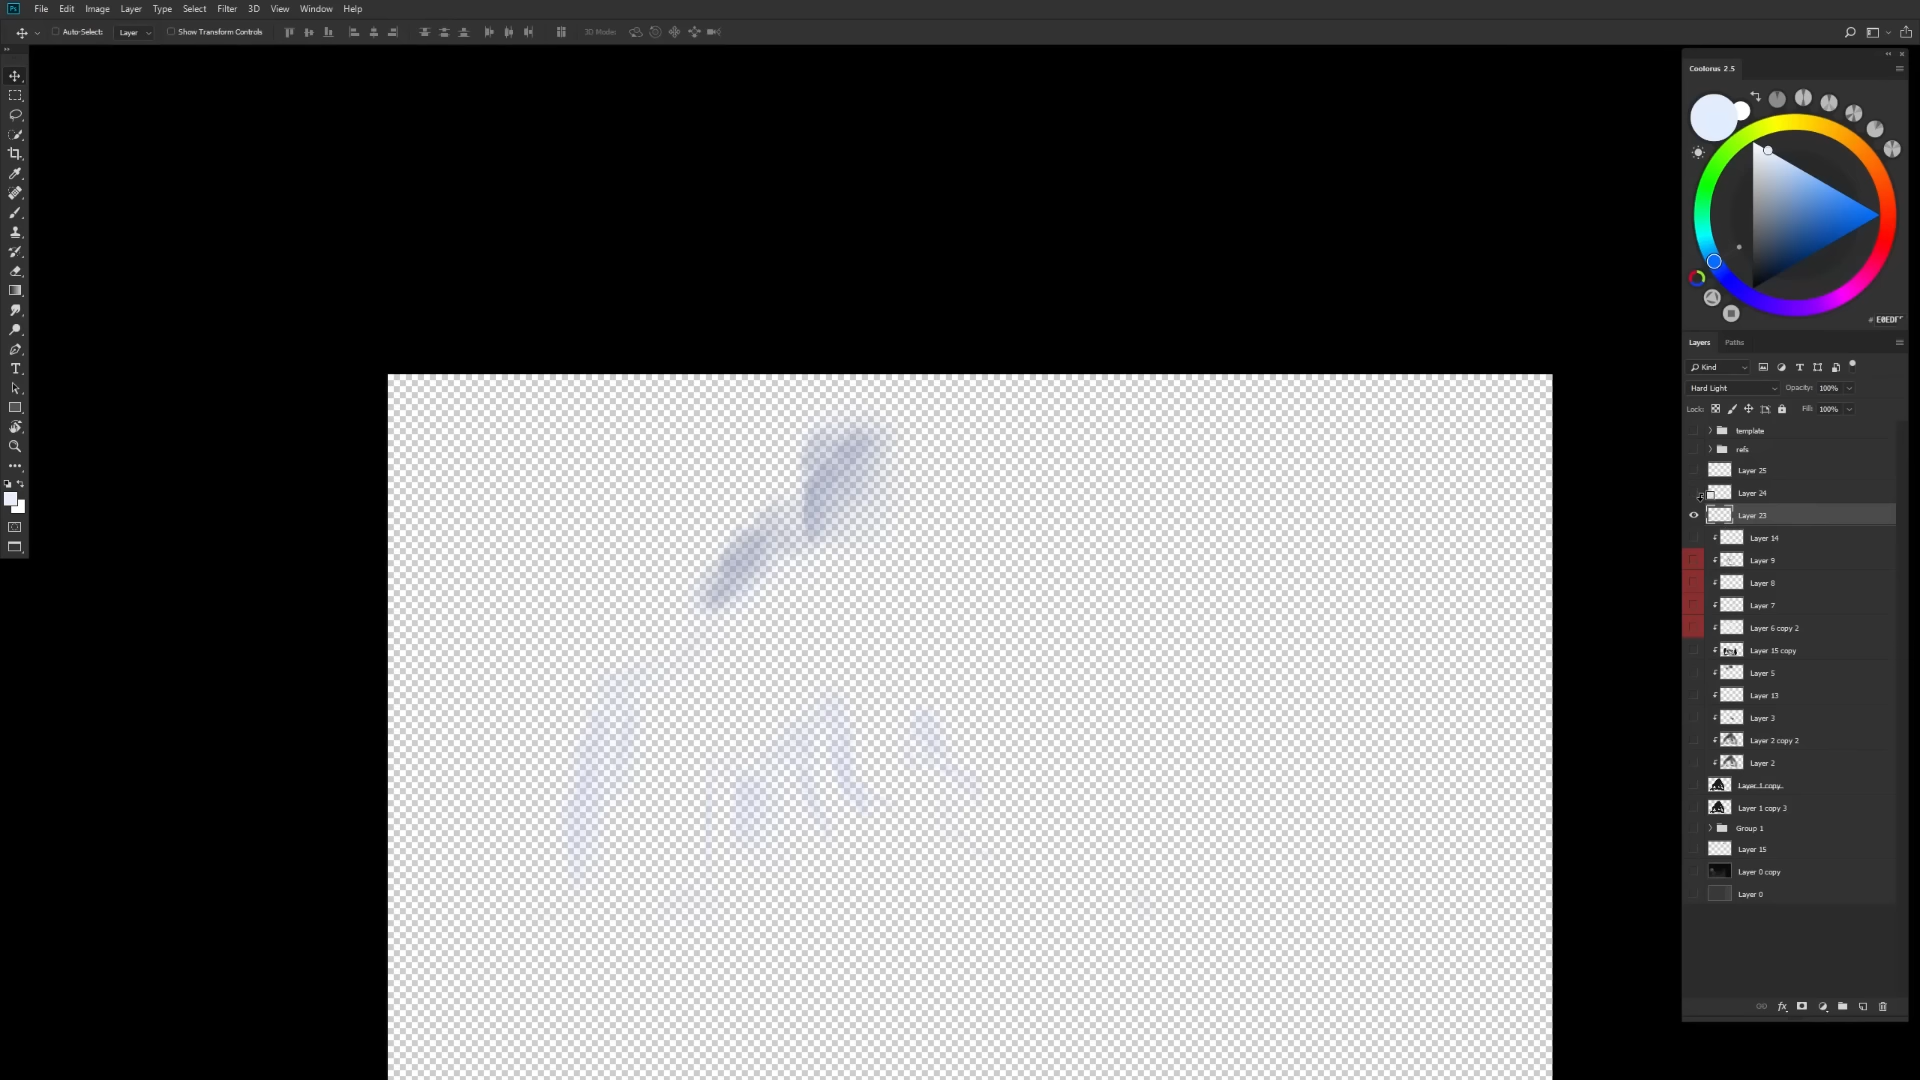 Ps File Edit Image Layer Type Select Filter 3D View Window Help
Auto-Select: Layer Show Transform Controls 3D Mode:
Coolorus 2.5
Layers Paths
Kind
Hard Light Opacity: 100%
Lock: Fill: 100%
template
refs
Layer 25
Layer 24
Layer 23
Layer 14
Layer 9
Layer 8
Layer 7
Layer 6 copy 2
Layer 15 copy
Layer 5
Layer 13
Layer 3
Layer 2 copy 2
Layer 2
Layer 1 copy
Layer 1 copy 3
Group 1
Layer 15
Layer 0 copy
Layer 0
fx